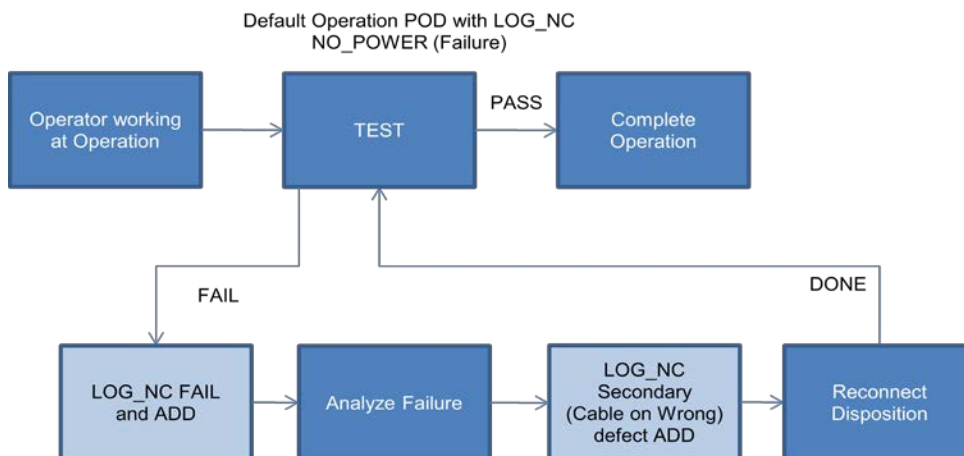 Default Operation POD with LOG_NC
NO_POWER (Failure)
Operator working
at Operation
TEST
PASS
Complete
Operation
FAIL
DONE
LOG_NC FAIL
and ADD
Analyze Failure
LOG_NC
Secondary
(Cable on Wrong)
defect ADD
Reconnect
Disposition